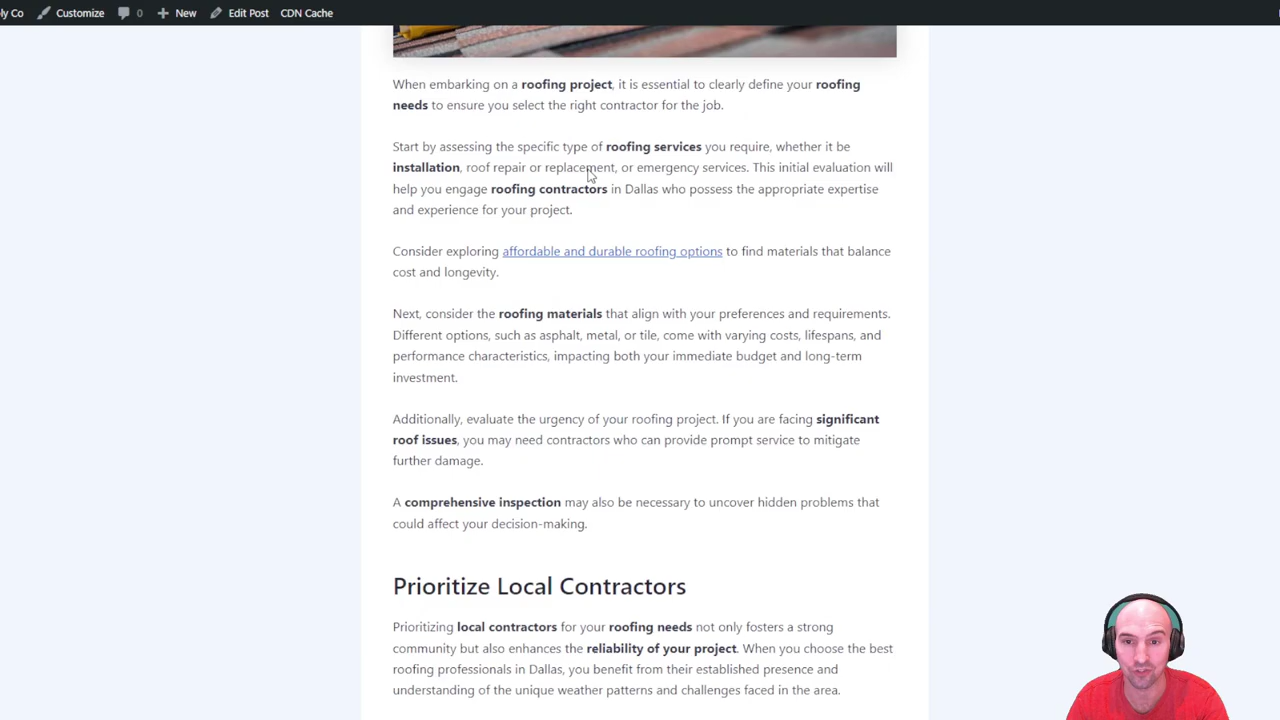 ly Co Customize 0 New Edit Post CDN Cache
When embarking on a roofing project, it is essential to clearly define your roofing
needs to ensure you select the right contractor for the job.
Start by assessing the specific type of roofing services you require, whether it be
installation, roof repair or replacement, or emergency services. This initial evaluation will
help you engage roofing contractors in Dallas who possess the appropriate expertise
and experience for your project.
Consider exploring affordable and durable roofing options to find materials that balance
cost and longevity.
Next, consider the roofing materials that align with your preferences and requirements.
Different options, such as asphalt, metal, or tile, come with varying costs, lifespans, and
performance characteristics, impacting both your immediate budget and long-term
investment.
Additionally, evaluate the urgency of your roofing project. If you are facing significant
roof issues, you may need contractors who can provide prompt service to mitigate
further damage.
A comprehensive inspection may also be necessary to uncover hidden problems that
could affect your decision-making.
Prioritize Local Contractors
Prioritizing local contractors for your roofing needs not only fosters a strong
community but also enhances the reliability of your project. When you choose the best
roofing professionals in Dallas, you benefit from their established presence and
understanding of the unique weather patterns and challenges faced in the area.